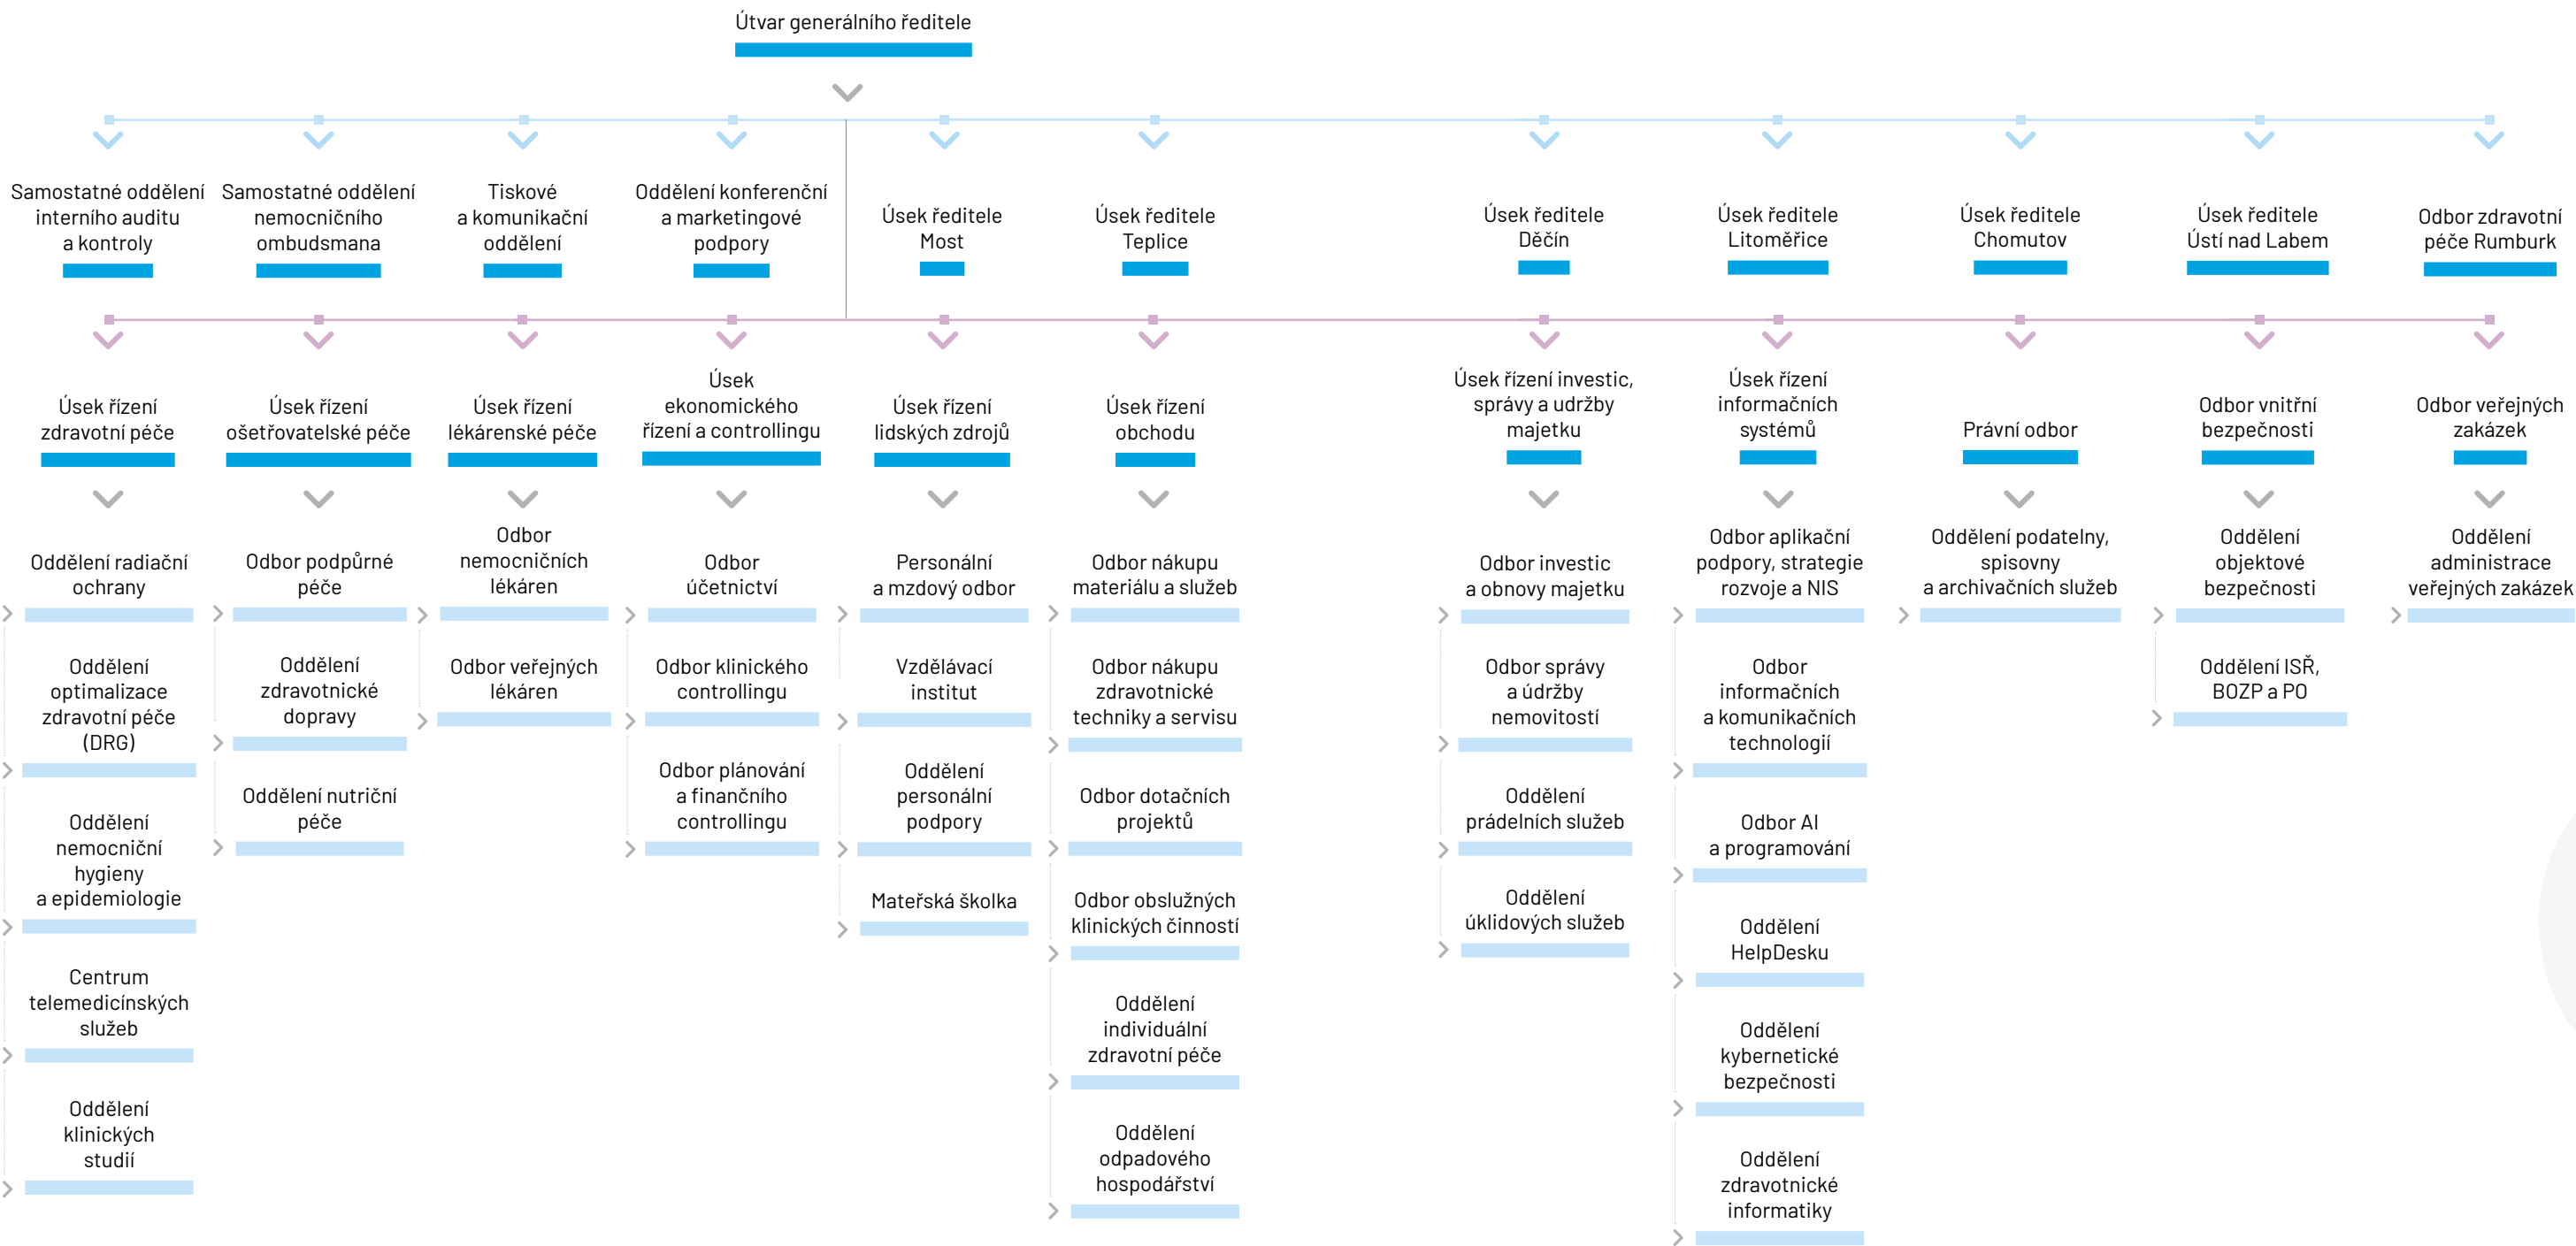 Útvar generálního ředitele
Samostatné oddělení
interního auditu
a kontroly
Samostatné oddělení
nemocničního
ombudsmana
Tiskové
a komunikační
oddělení
Oddělení konferenční
a marketingové
podpory
Úsek ředitele
Most
Úsek ředitele
Teplice
Úsek ředitele
Děčín
Úsek ředitele
Litoměřice
Úsek ředitele
Chomutov
Úsek ředitele
Ústí nad Labem
Odbor zdravotní
péče Rumburk
Úsek řízení
zdravotní péče
Úsek řízení
ošetřovatelské péče
Úsek řízení
lékárenské péče
Úsek
ekonomického
řízení a controllingu
Úsek řízení
lidských zdrojů
Úsek řízení
obchodu
Úsek řízení investic,
správy a udržby
majetku
Úsek řízení
informačních
systémů
Právní odbor
Odbor vnitřní
bezpečnosti
Odbor veřejných
zakázek
Oddělení radiační
ochrany
Oddělení
optimalizace
zdravotní péče
(DRG)
Oddělení
nemocniční
hygieny
a epidemiologie
Centrum
telemedicínských
služeb
Oddělení
klinických
studií
Odbor podpůrné
péče
Oddělení
zdravotnické
dopravy
Oddělení nutriční
péče
Odbor
nemocničních
lékáren
Odbor veřejných
lékáren
Odbor
účetnictví
Odbor klinického
controllingu
Odbor plánování
a finančního
controllingu
Personální
a mzdový odbor
Vzdělávací
institut
Oddělení
personální
podpory
Mateřská školka
Odbor nákupu
materiálu a služeb
Odbor nákupu
zdravotnické
techniky a servisu
Odbor dotačních
projektů
Odbor obslužných
klinických činností
Oddělení
individuální
zdravotní péče
Oddělení
odpadového
hospodářství
Odbor investic
a obnovy majetku
Odbor správy
a údržby
nemovitostí
Oddělení
prádelních služeb
Oddělení
úklidových služeb
Odbor aplikační
podpory, strategie
rozvoje a NIS
Odbor
informačních
a komunikačních
technologií
Odbor AI
a programování
Oddělení
HelpDesku
Oddělení
kybernetické
bezpečnosti
Oddělení
zdravotnické
informatiky
Oddělení podatelny,
spisovny
a archivačních služeb
Oddělení
objektové
bezpečnosti
Oddělení ISŘ,
BOZP a PO
Oddělení
administrace
veřejných zakázek